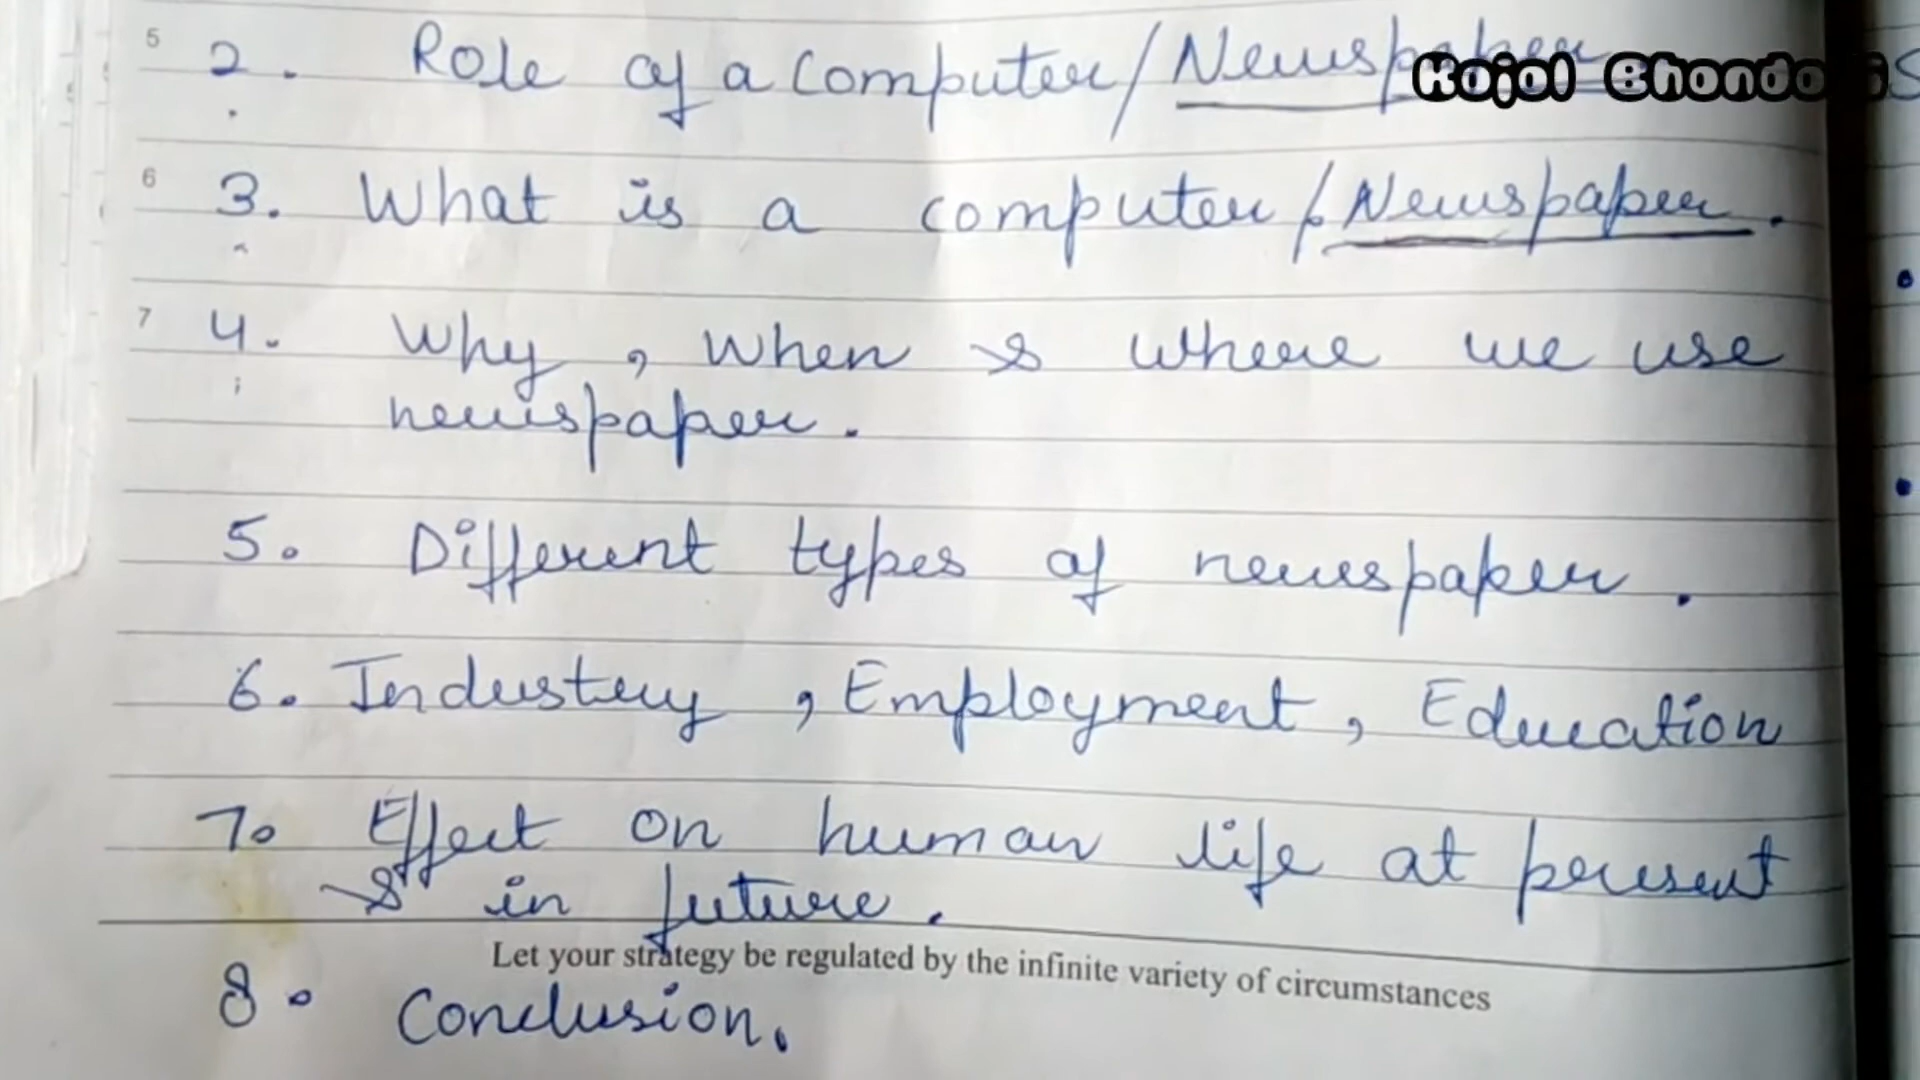 5 2. Role of a Computer/Newspaper.
Kajal Bhondo
6 3. What is a computer/Newspaper.
7 4. Why, When & where we use
newspaper.
5. Different types of newspaper.
6. Industry, Employment, Education
7. Effect on human life at present
& in future.
Let your strategy be regulated by the infinite variety of circumstances
8. Conclusion.